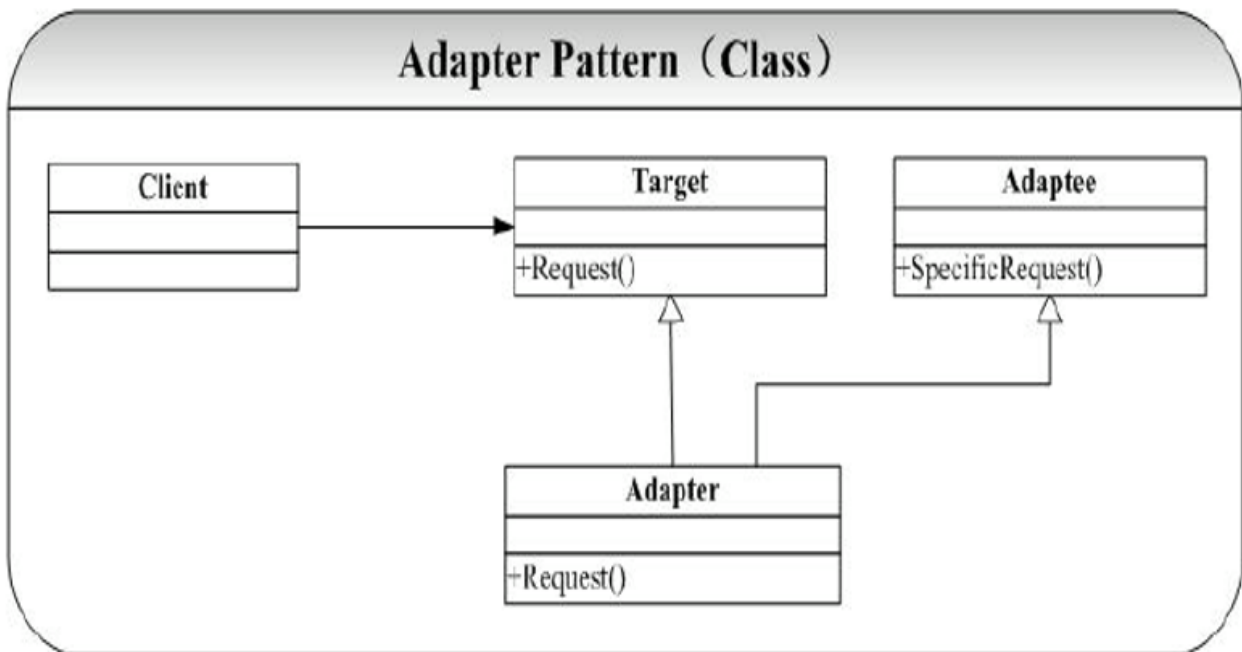 Adapter Pattern（Class）
Client
Target
+Request()
Adaptee
+SpecificRequest()
Adapter
+Request()